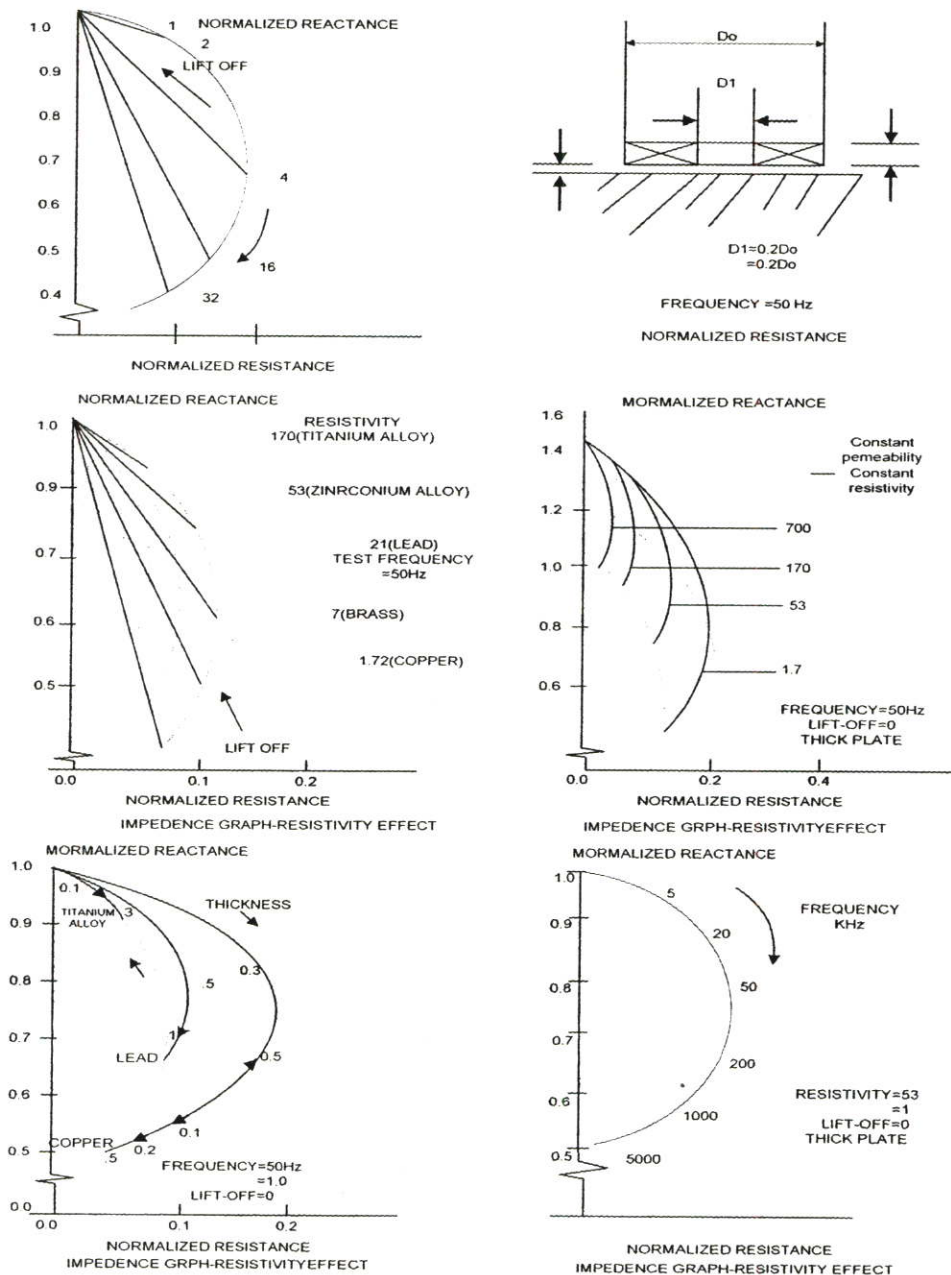 NORMALIZED REACTANCE
1.0
0.9
0.8
0.7
0.6
0.5
0.4
1
2
LIFT OFF
4
16
32
NORMALIZED RESISTANCE
Do
D1
D1=0.2Do
=0.2Do
FREQUENCY =50 Hz
NORMALIZED RESISTANCE
NORMALIZED REACTANCE
1.0
0.9
0.7
0.6
0.5
RESISTIVITY
170(TITANIUM ALLOY)
53(ZINRCONIUM ALLOY)
21(LEAD)
TEST FREQUENCY
=50Hz
7(BRASS)
1.72(COPPER)
LIFT OFF
0.0 0.1 0.2
NORMALIZED RESISTANCE
IMPEDENCE GRAPH-RESISTIVITY EFFECT
MORMALIZED REACTANCE
1.6
1.4
1.2
1.0
0.8
0.6
Constant
pemeability
Constant
resistivity
700
170
53
1.7
FREQUENCY=50Hz
LIFT-OFF=0
THICK PLATE
0.0 0.2 0.4
NORMALIZED RESISTANCE
IMPEDENCE GRPH-RESISTIVITYEFFECT
MORMALIZED REACTANCE
1.0
0.9
0.8
0.7
0.6
0.5
0.0
0.1
TITANIUM
ALLOY
3
THICKNESS
0.3
.5
1
LEAD
0.5
0.1
0.2
COPPER
.5
FREQUENCY=50Hz
=1.0
LIFT-OFF=0
0.0 0.1 0.2
NORMALIZED RESISTANCE
IMPEDENCE GRPH-RESISTIVITYEFFECT
MORMALIZED REACTANCE
1.0
0.9
0.8
0.7
0.6
0.5
5
20
50
200
1000
5000
FREQUENCY
KHz
RESISTIVITY=53
=1
LIFT-OFF=0
THICK PLATE
NORMALIZED RESISTANCE
IMPEDANCE GRAPH-RESISTIVITY EFFECT